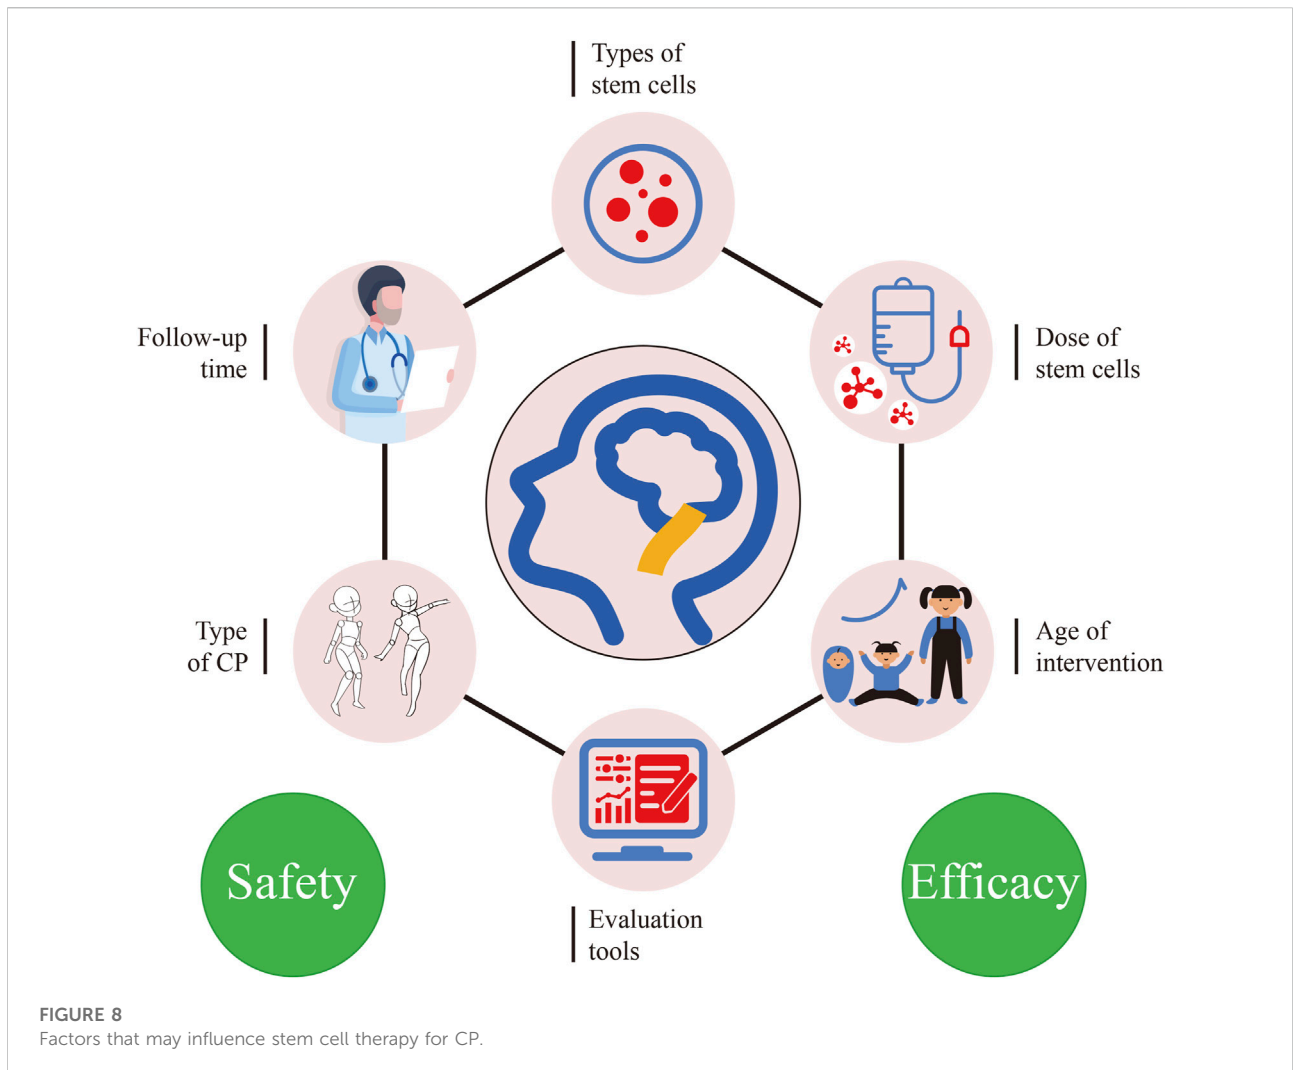 Types of
stem cells
Follow-up
time
Dose of
stem cells
Type
of CP
Age of
intervention
Evaluation
tools
Safety
Efficacy
FIGURE 8
Factors that may influence stem cell therapy for CP.